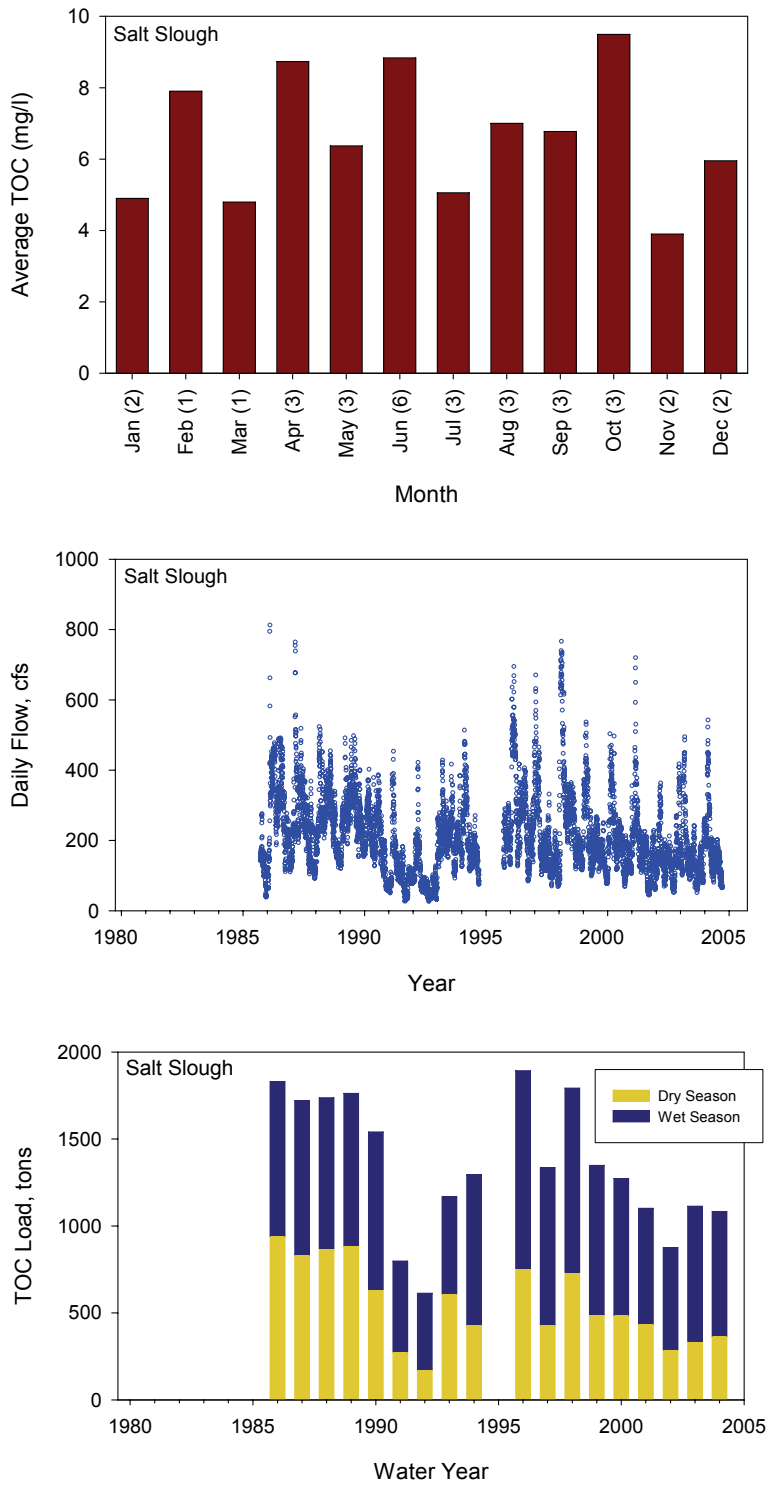 Salt Slough
Average TOC (mg/l)
10
8
6
4
2
0
Jan (2)
Feb (1)
Mar (1)
Apr (3)
May (3)
Jun (6)
Jul (3)
Aug (3)
Sep (3)
Oct (3)
Nov (2)
Dec (2)
Month
Salt Slough
Daily Flow, cfs
1000
800
600
400
200
0
1980 1985 1990 1995 2000 2005
Year
Salt Slough
TOC Load, tons
2000
1500
1000
500
0
Dry Season
Wet Season
1980 1985 1990 1995 2000 2005
Water Year